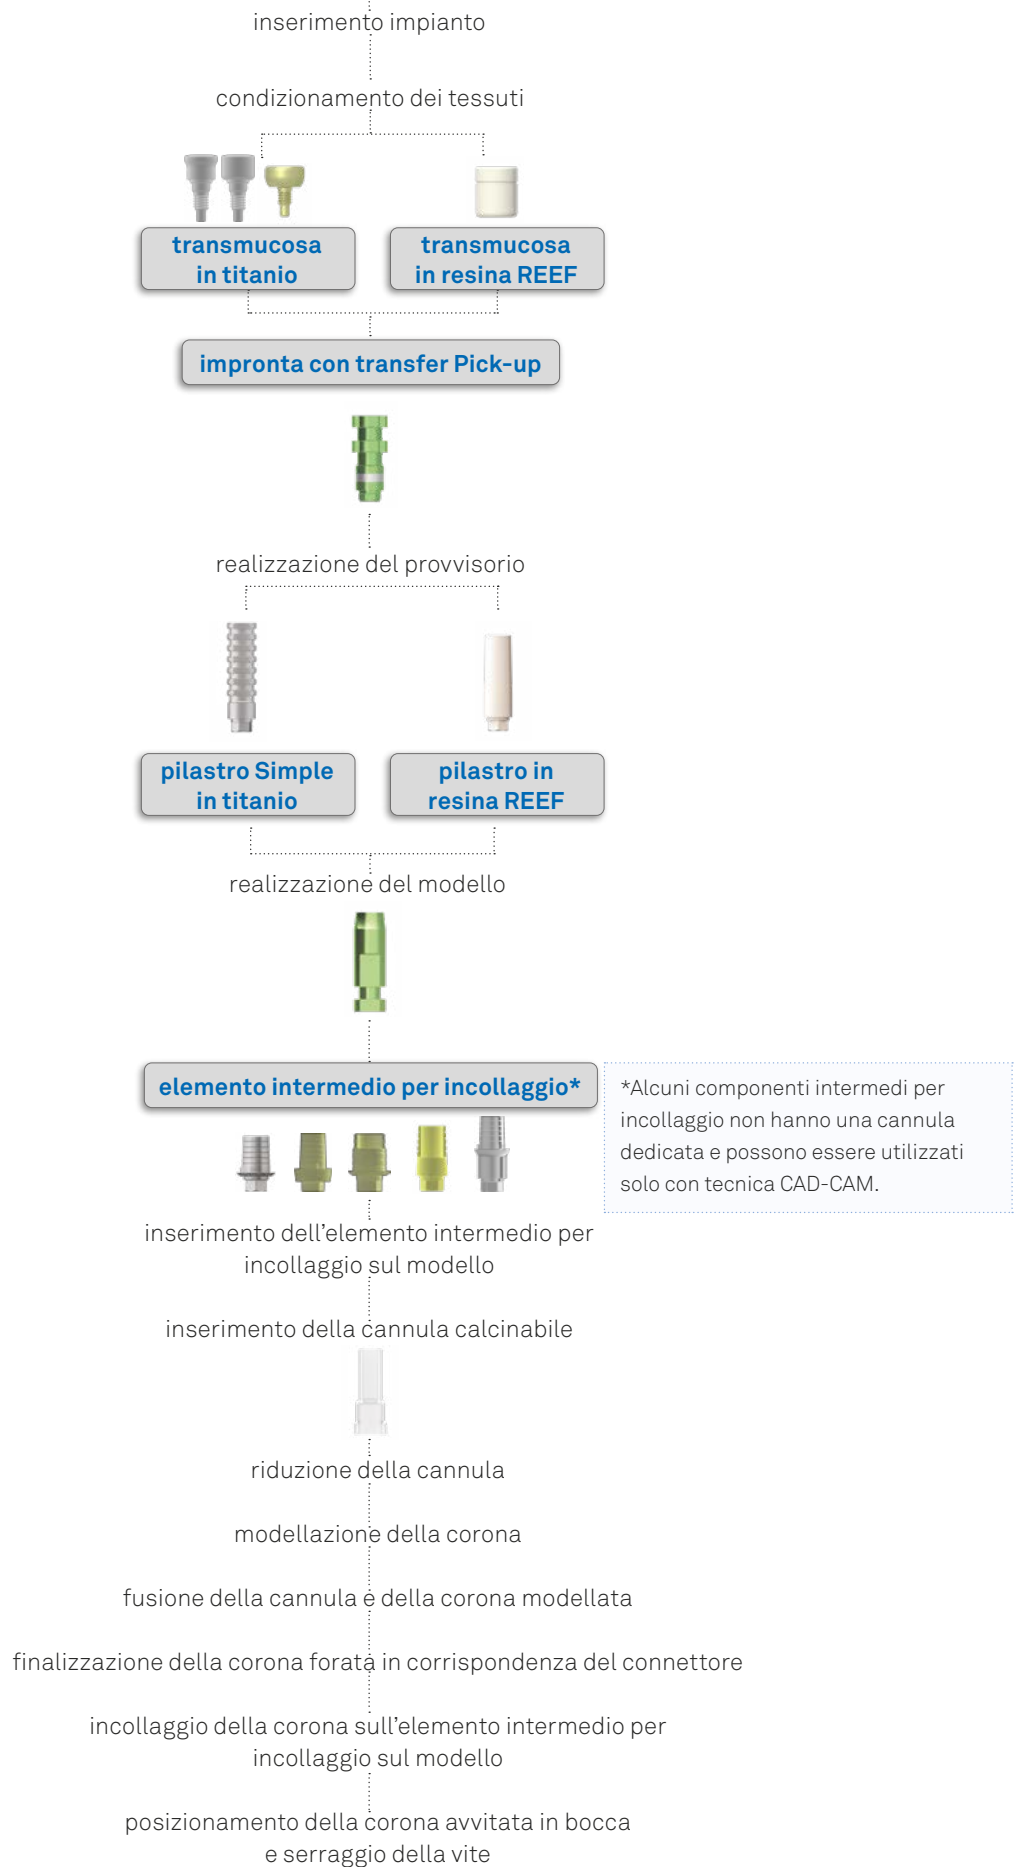 inserimento impianto
condizionamento dei tessuti
transmucosa
in titanio
transmucosa
in resina REEF
impronta con transfer Pick-up
realizzazione del provvisorio
pilastro Simple
in titanio
pilastro in
resina REEF
realizzazione del modello
elemento intermedio per incollaggio*
*Alcuni componenti intermedi per
incollaggio non hanno una cannula
dedicata e possono essere utilizzati
solo con tecnica CAD-CAM.
inserimento dell’elemento intermedio per
incollaggio sul modello
inserimento della cannula calcinabile
riduzione della cannula
modellazione della corona
fusione della cannula e della corona modellata
finalizzazione della corona forata in corrispondenza del connettore
incollaggio della corona sull’elemento intermedio per
incollaggio sul modello
posizionamento della corona avvitata in bocca
e serraggio della vite